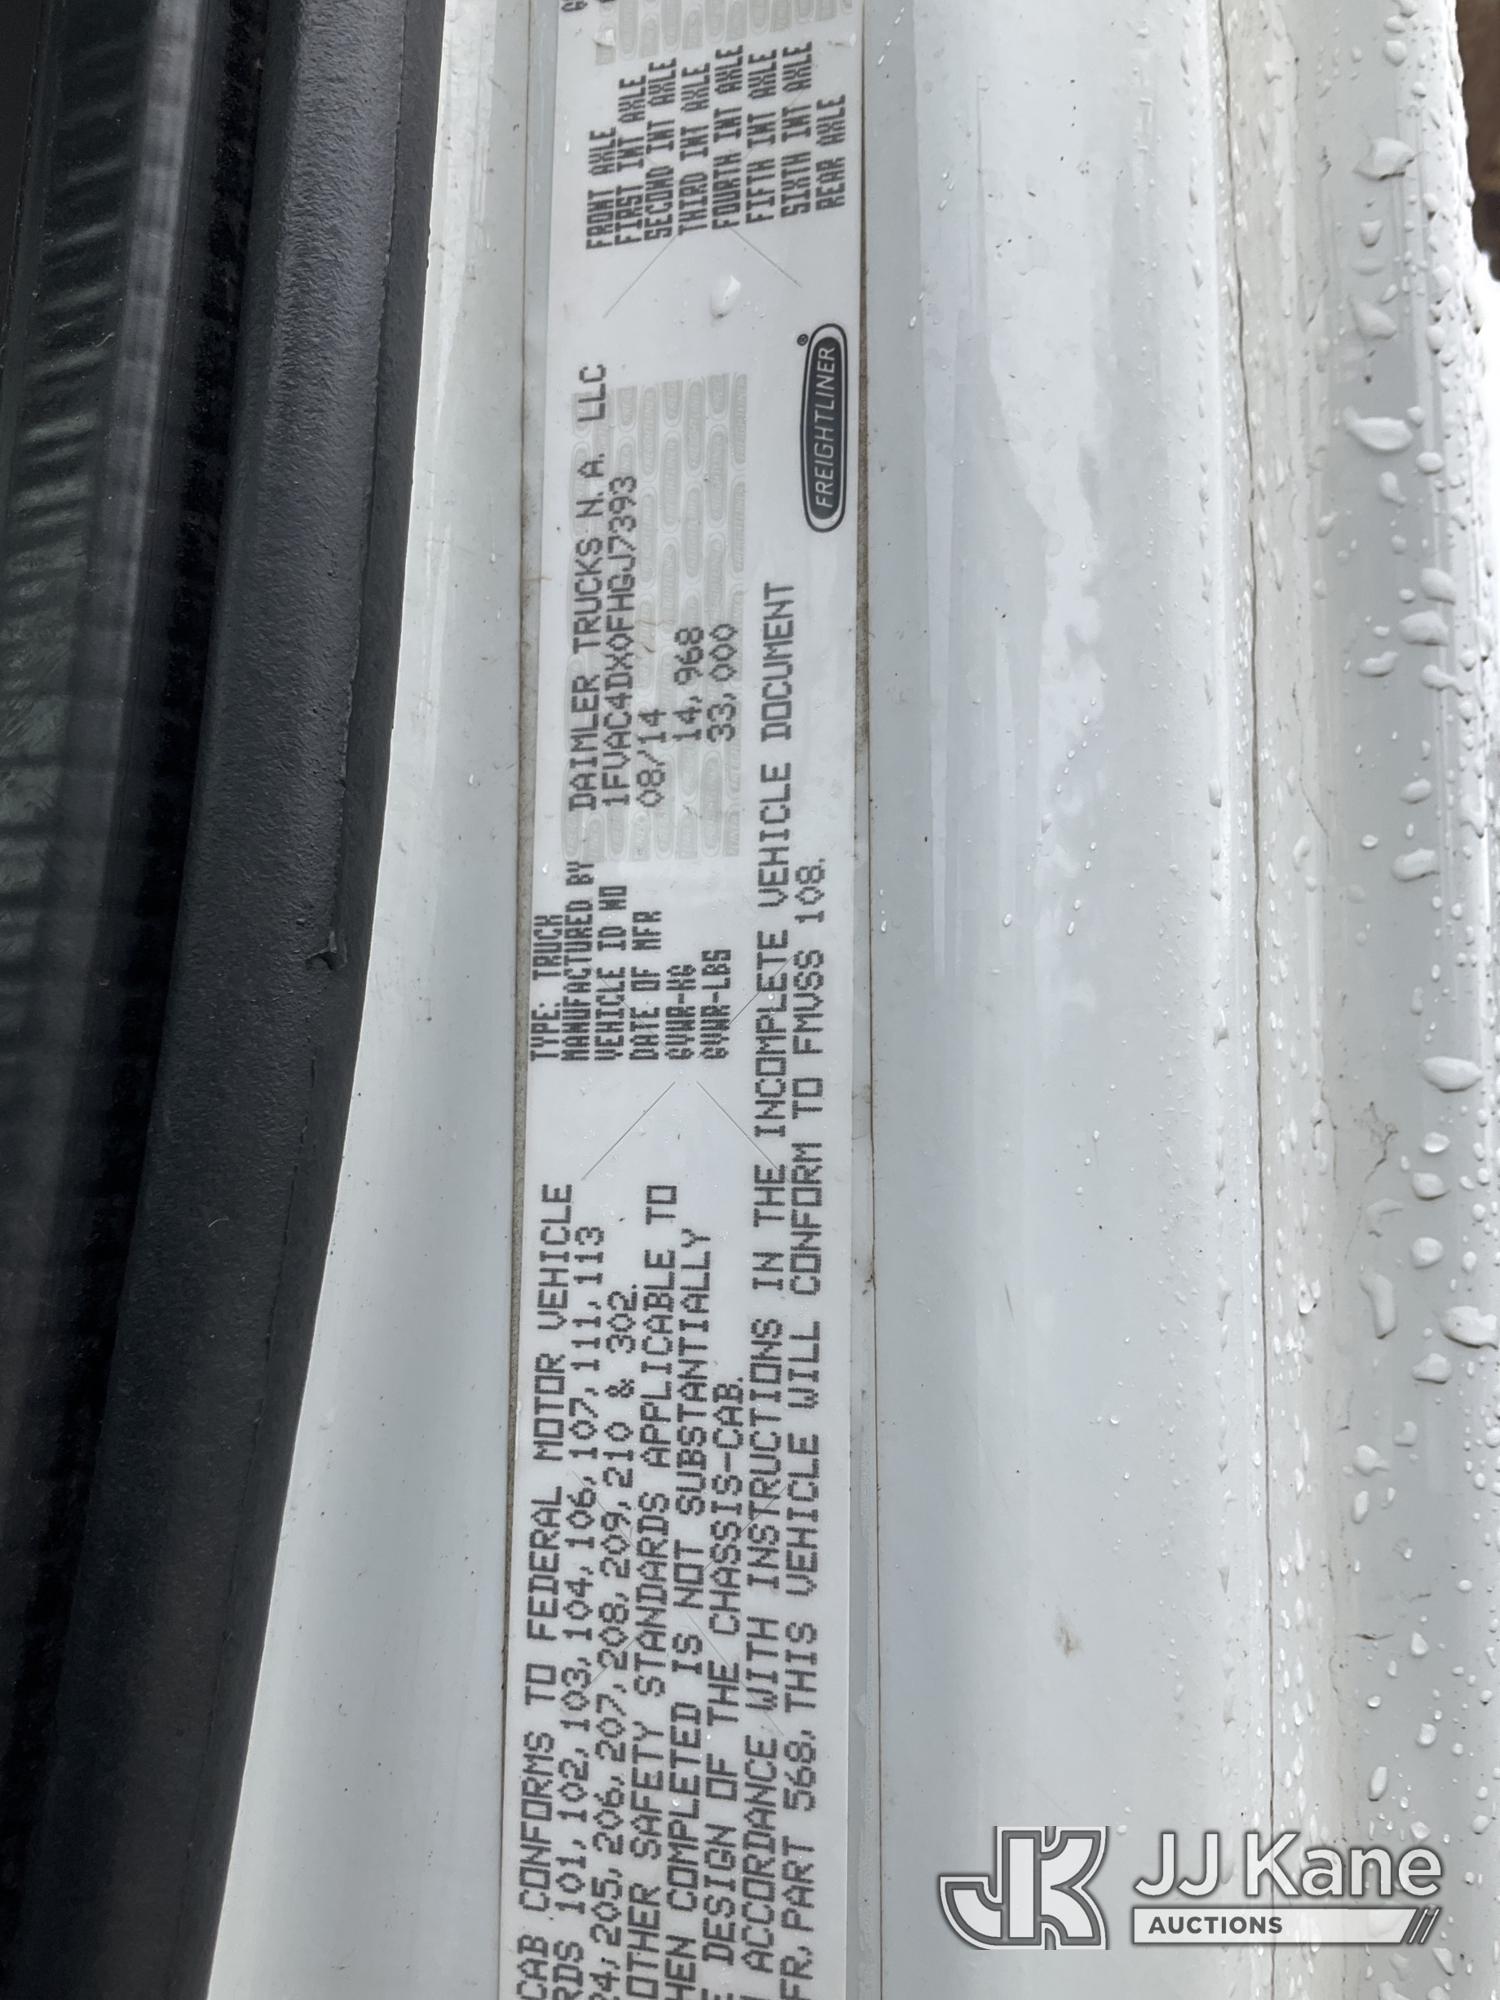 CAB CONFORMS TO FEDERAL MOTOR VEHICLE
RDS 101, 102, 103, 104, 106, 107, 111, 113
24, 205, 206, 207, 208, 209, 210 & 302.
OTHER SAFETY STANDARDS APPLICABLE TO
HEN COMPLETED IS NOT SUBSTANTIALLY
E DESIGN OF THE CHASSIS-CAB.
ACCORDANCE WITH INSTRUCTIONS IN THE INCOMPLETE VEHICLE DOCUMENT
FR, PART 568, THIS VEHICLE WILL CONFORM TO FMVSS 108.
TYPE: TRUCK
MANUFACTURED BY DAIMLER TRUCKS N. A. LLC
VEHICLE ID NO 1FVAC4DX0FHGJ7393
DATE OF MFR 08/14
GVWR-KG 14,968
GVWR-LBS 33,000
FREIGHTLINER®
FRONT AXLE
FIRST INT AXLE
SECOND INT AXLE
THIRD INT AXLE
FOURTH INT AXLE
FIFTH INT AXLE
SIXTH INT AXLE
REAR AXLE
JK JJ Kane
AUCTIONS